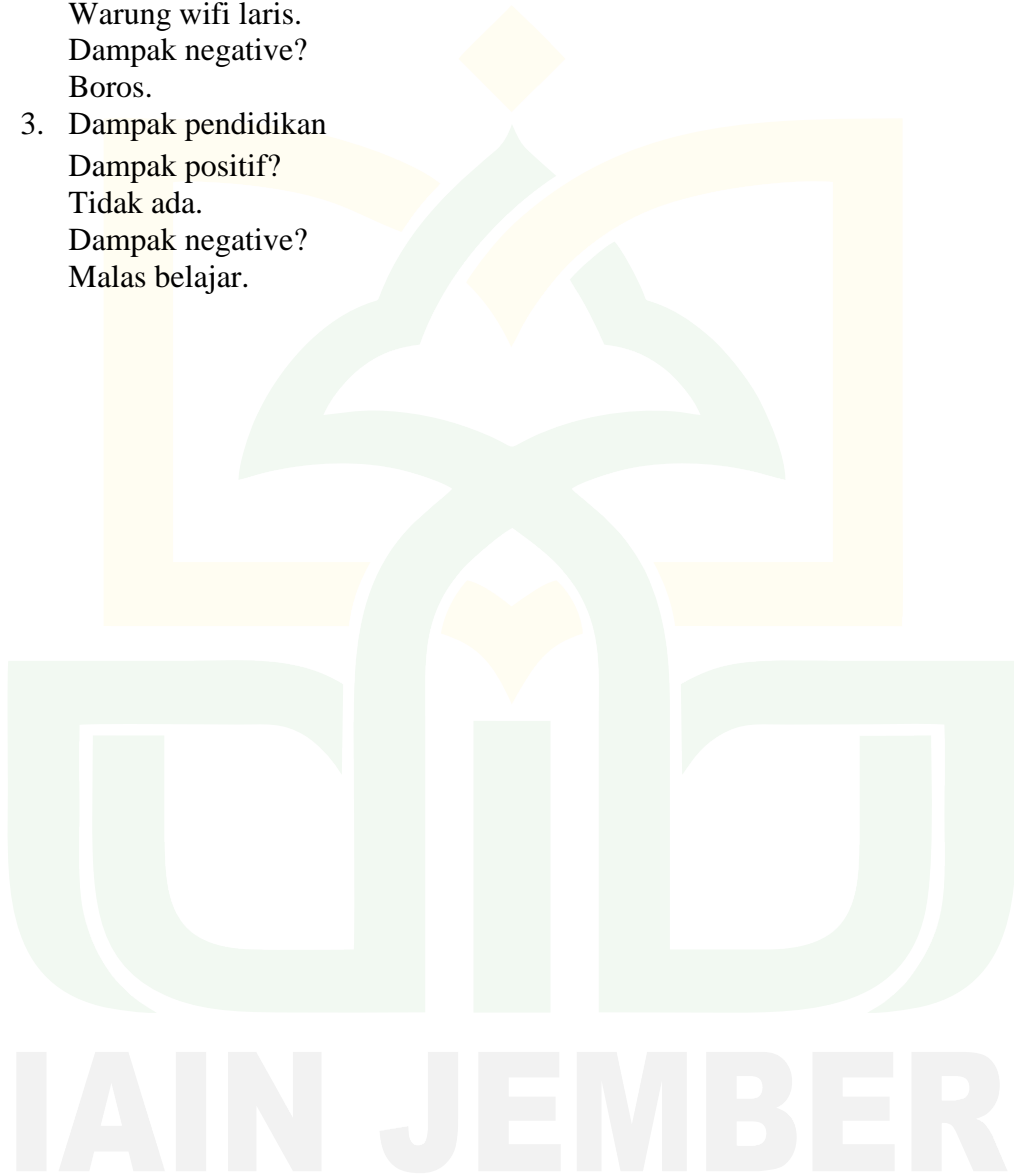 Warung wifi laris.
Dampak negative?
Boros.
3. Dampak pendidikan
Dampak positif?
Tidak ada.
Dampak negative?
Malas belajar.
IAIN JEMBER